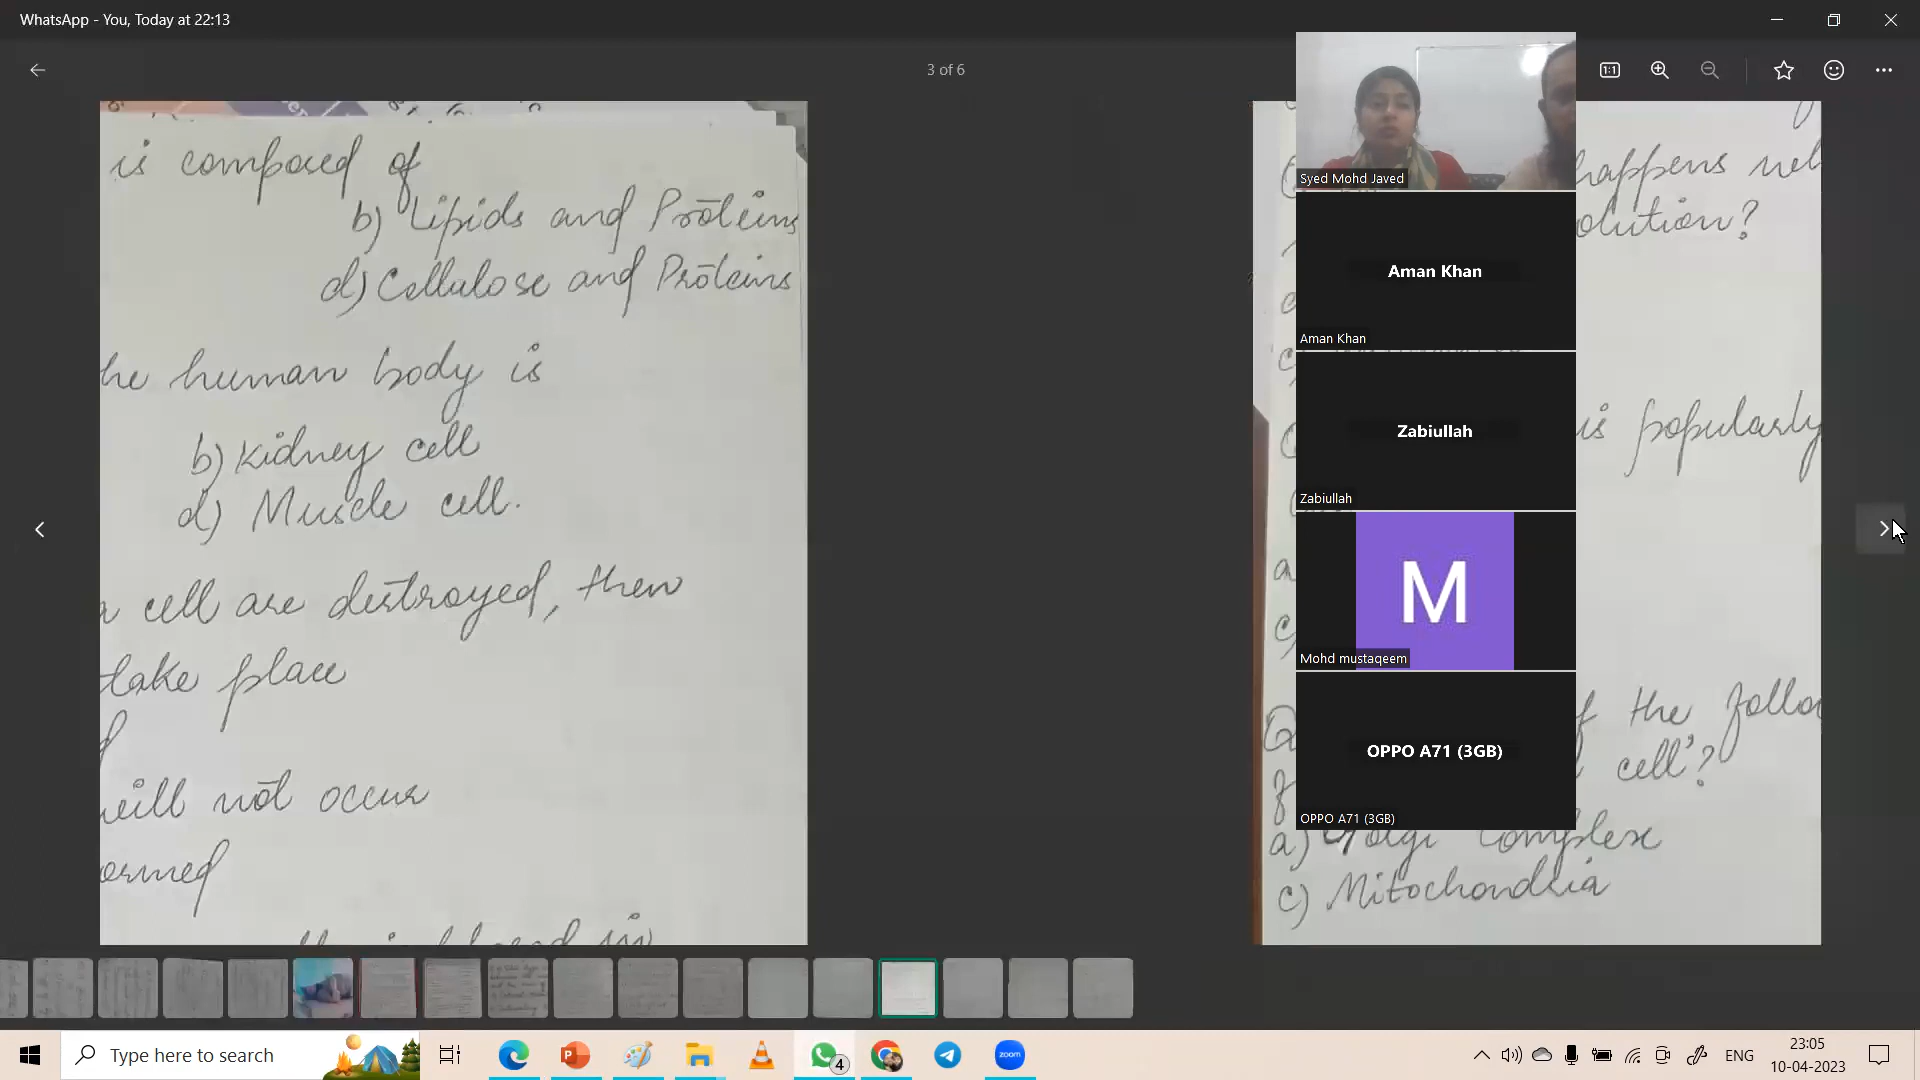 WhatsApp - You, Today at 22:13
3 of 6
is composed of
b) Lipids and Proteins
d) Cellulose and Proteins
he human body is
b) Kidney cell
d) Muscle cell.
cell are destroyed, then
take place
will not occur
ormed
happens
olution?
is popularly
the follo
cell'?
a) Golgi Complex
c) Mitochondria
Syed Mohd Javed
Aman Khan
Aman Khan
Zabiullah
Zabiullah
M
Mohd mustaqeem
OPPO A71 (3GB)
OPPO A71 (3GB)
Type here to search
4
zoom
ENG
23:05
10-04-2023